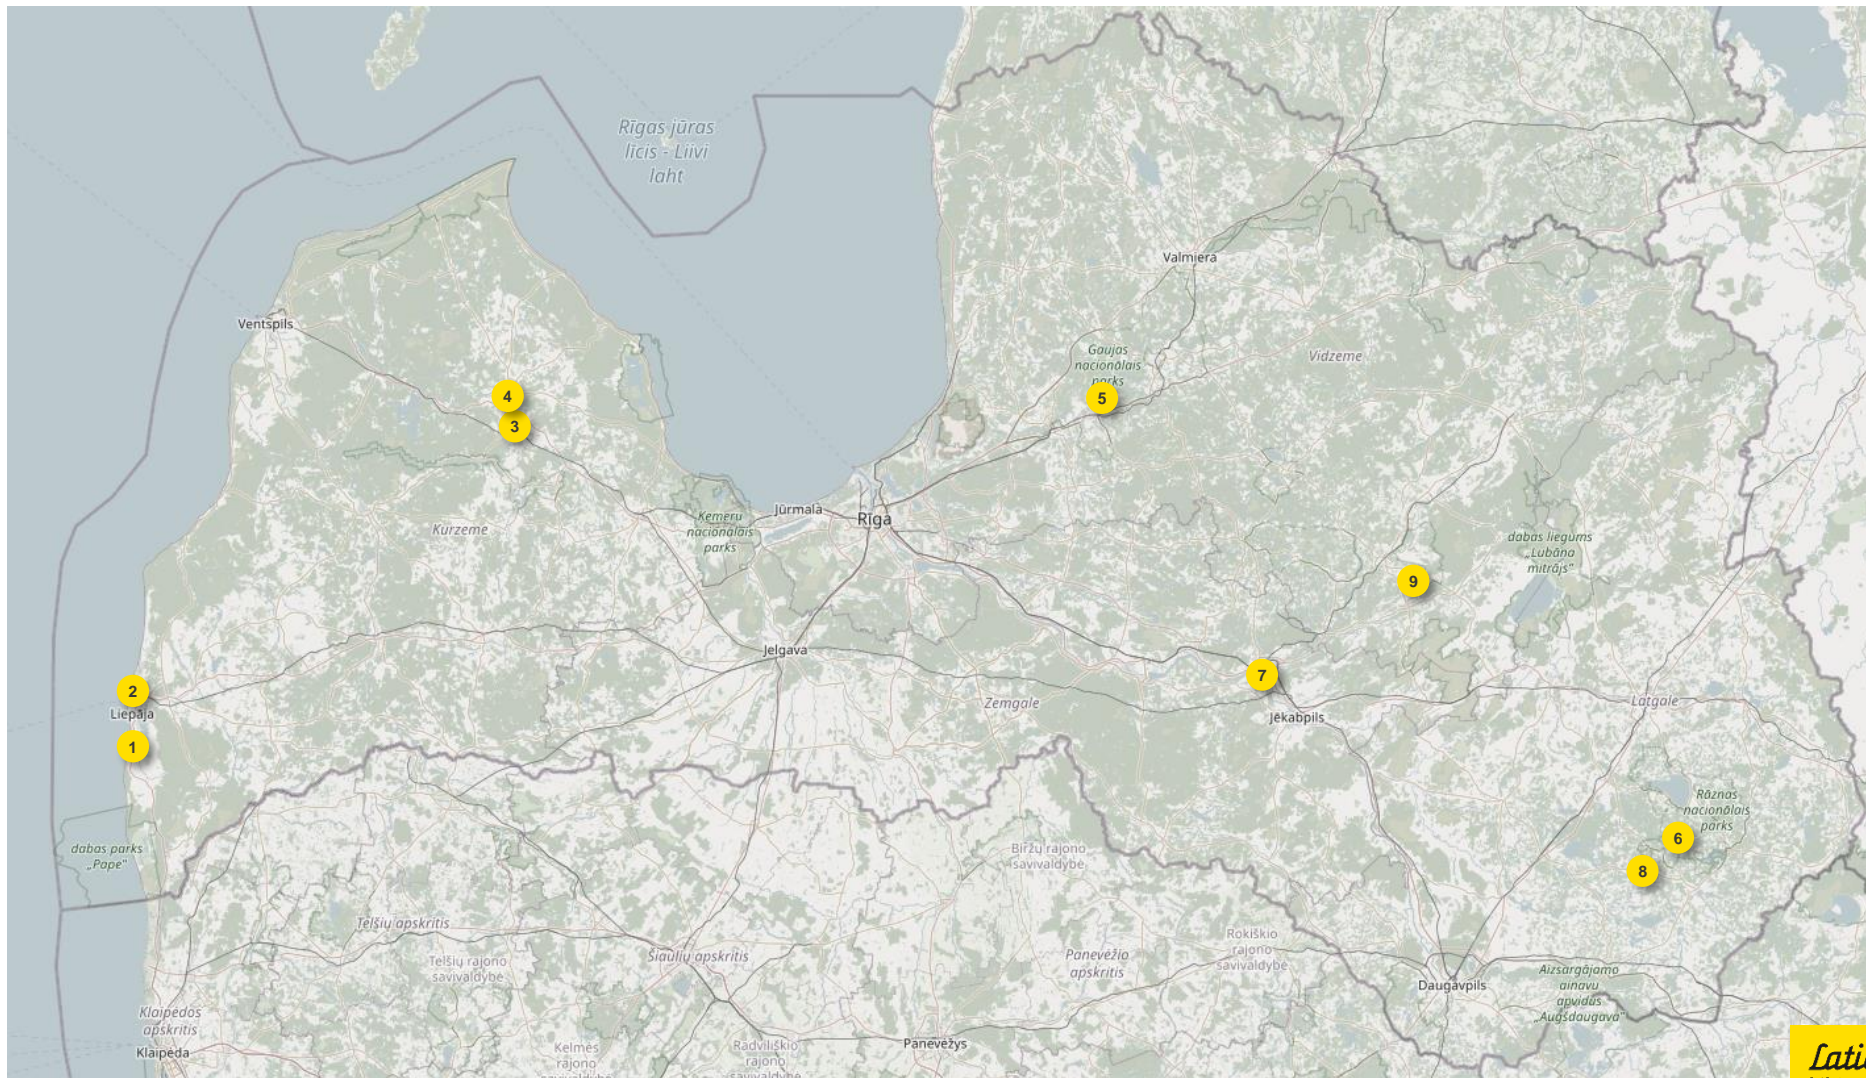 Rīgas jūras
līcis - Liivi
laht
Valmiera
Ventspils
Gaujas
nacionālais
parks
Vidzeme
4
5
3
Ķemeru
nacionālais
parks
Jūrmala
Rīga
Kurzeme
dabas liegums
„Lubāna
mitrājs"
9
Jelgava
7
2
Liepāja
1
Zemgale
Jēkabpils
Latgale
Rāznas
nacionālais
parks
6
8
dabas parks
„Pape"
Biržų rajono
savivaldybė
Telšių apskritis
Telšių rajono
savivaldybė
Šiaulių apskritis
Panevėžio
apskritis
Rokiškio
rajono
savivaldybė
Daugavpils
Aizsargājamo
ainavu
apvidus
„Augšdaugava"
Klaipėdos
apskritis
Klaipėda
Kelmės
rajono
Radviliškio
rajono
savivaldybė
Panevėžys